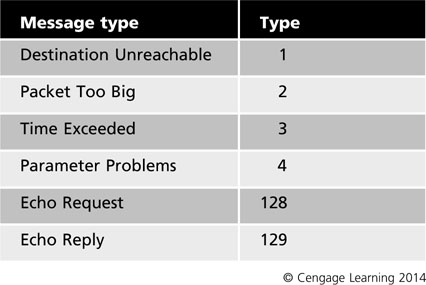 Message type Type
Destination Unreachable 1
Packet Too Big 2
Time Exceeded 3
Parameter Problems 4
Echo Request 128
Echo Reply 129
© Cengage Learning 2014